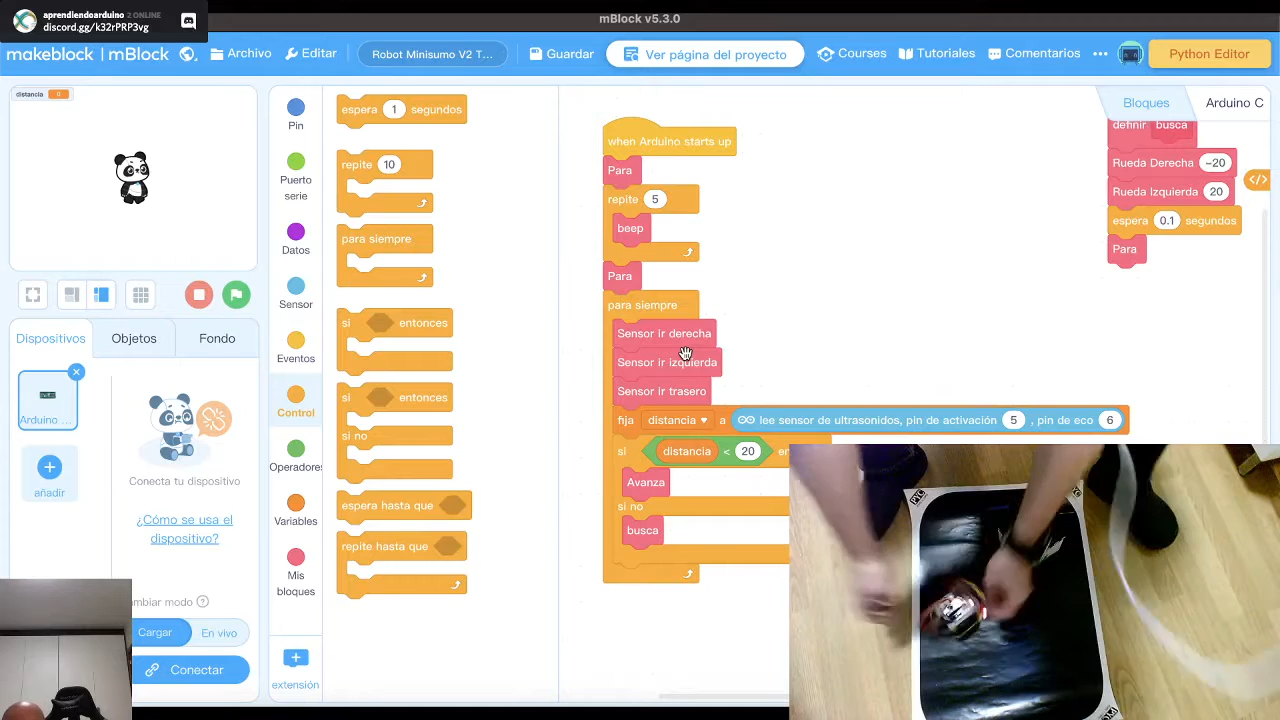 aprendiendoarduino 2 ONLINE
discord.gg/k32rPRP3vg
mBlock v5.3.0
makeblock | mBlock
Archivo
Editar
Robot Minisumo V2 T...
Guardar
Ver página del proyecto
Courses
Tutoriales
Comentarios
Python Editor
distancia 0
Pin
Puerto
serie
Datos
Sensor
Eventos
Control
Operadores
Variables
Mis
bloques
extensión
espera 1 segundos
repite 10
para siempre
si entonces
si entonces
si no
espera hasta que
repite hasta que
when Arduino starts up
Para
repite 5
beep
Para
para siempre
Sensor ir derecha
Sensor ir izquierda
Sensor ir trasero
fija distancia a lee sensor de ultrasonidos, pin de activación 5 , pin de eco 6
si distancia < 20
Avanza
si no
busca
Bloques
Arduino C
definir busca
Rueda Derecha -20
Rueda Izquierda 20
espera 0.1 segundos
Para
</>
Dispositivos
Objetos
Fondo
Arduino ...
añadir
Conecta tu dispositivo
¿Cómo se usa el
dispositivo?
ambiar modo ?
Cargar
En vivo
Conectar